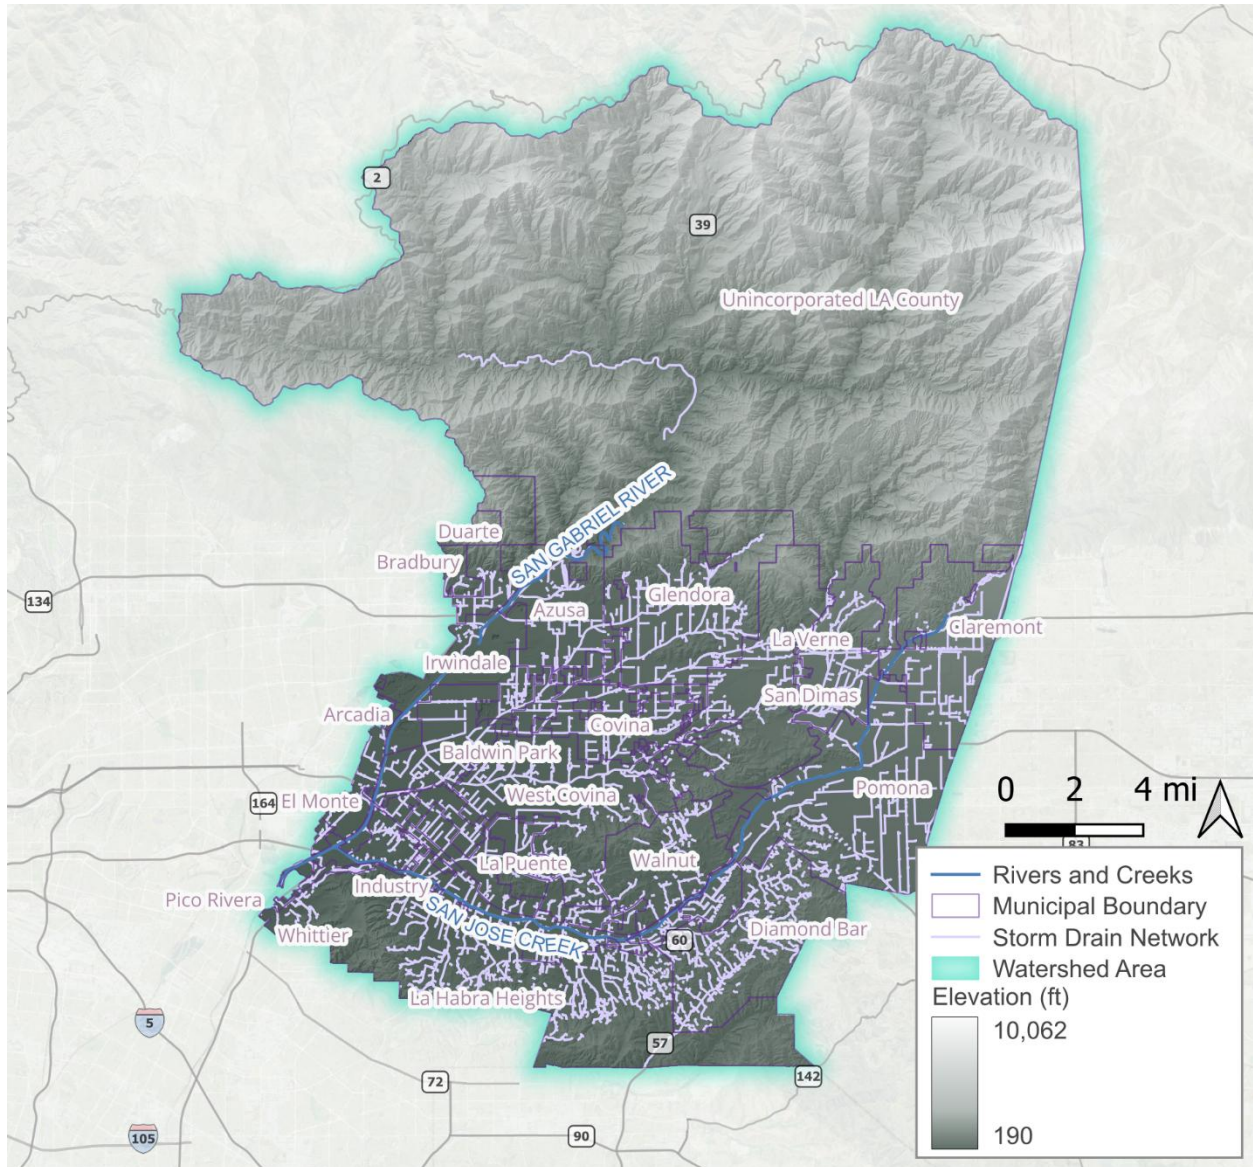 2
39
Unincorporated LA County
SAN GABRIEL RIVER
Duarte
Bradbury
134
Azusa
Glendora
La Verne
Claremont
Irwindale
San Dimas
Arcadia
Covina
Baldwin Park
West Covina
Pomona
164
El Monte
0 2 4 mi
83
La Puente
Walnut
Industry
Pico Rivera
SAN JOSE CREEK
Whittier
60
Diamond Bar
La Habra Heights
5
57
72
142
105
90
Rivers and Creeks
Municipal Boundary
Storm Drain Network
Watershed Area
Elevation (ft)
10,062
190